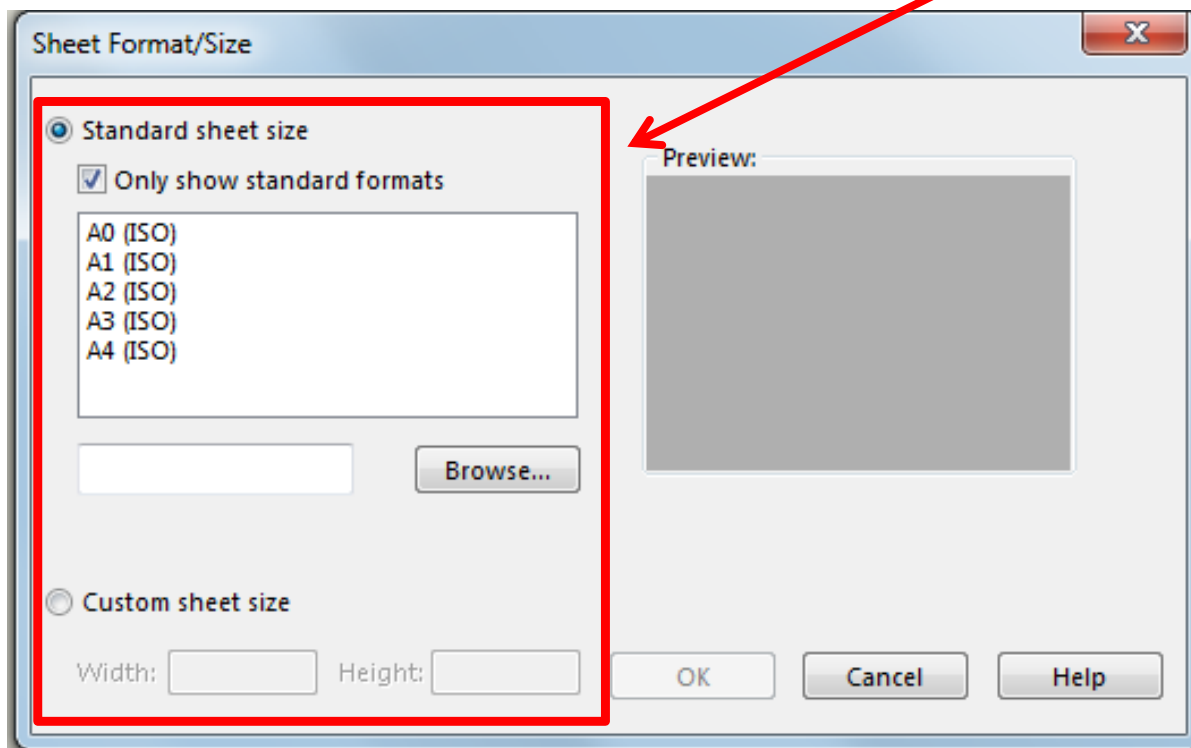 Sheet Format/Size
Standard sheet size
Only show standard formats
A0 (ISO)
A1 (ISO)
A2 (ISO)
A3 (ISO)
A4 (ISO)
Browse...
Custom sheet size
Width: Height:
Preview:
OK Cancel Help